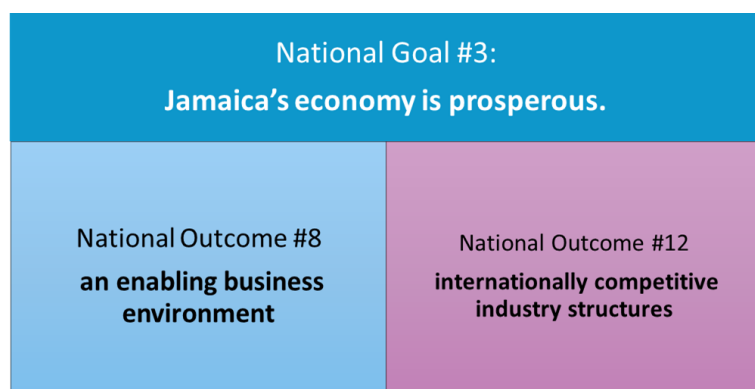 National Goal #3:
Jamaica's economy is prosperous.
National Outcome #8
an enabling business
environment
National Outcome #12
internationally competitive
industry structures